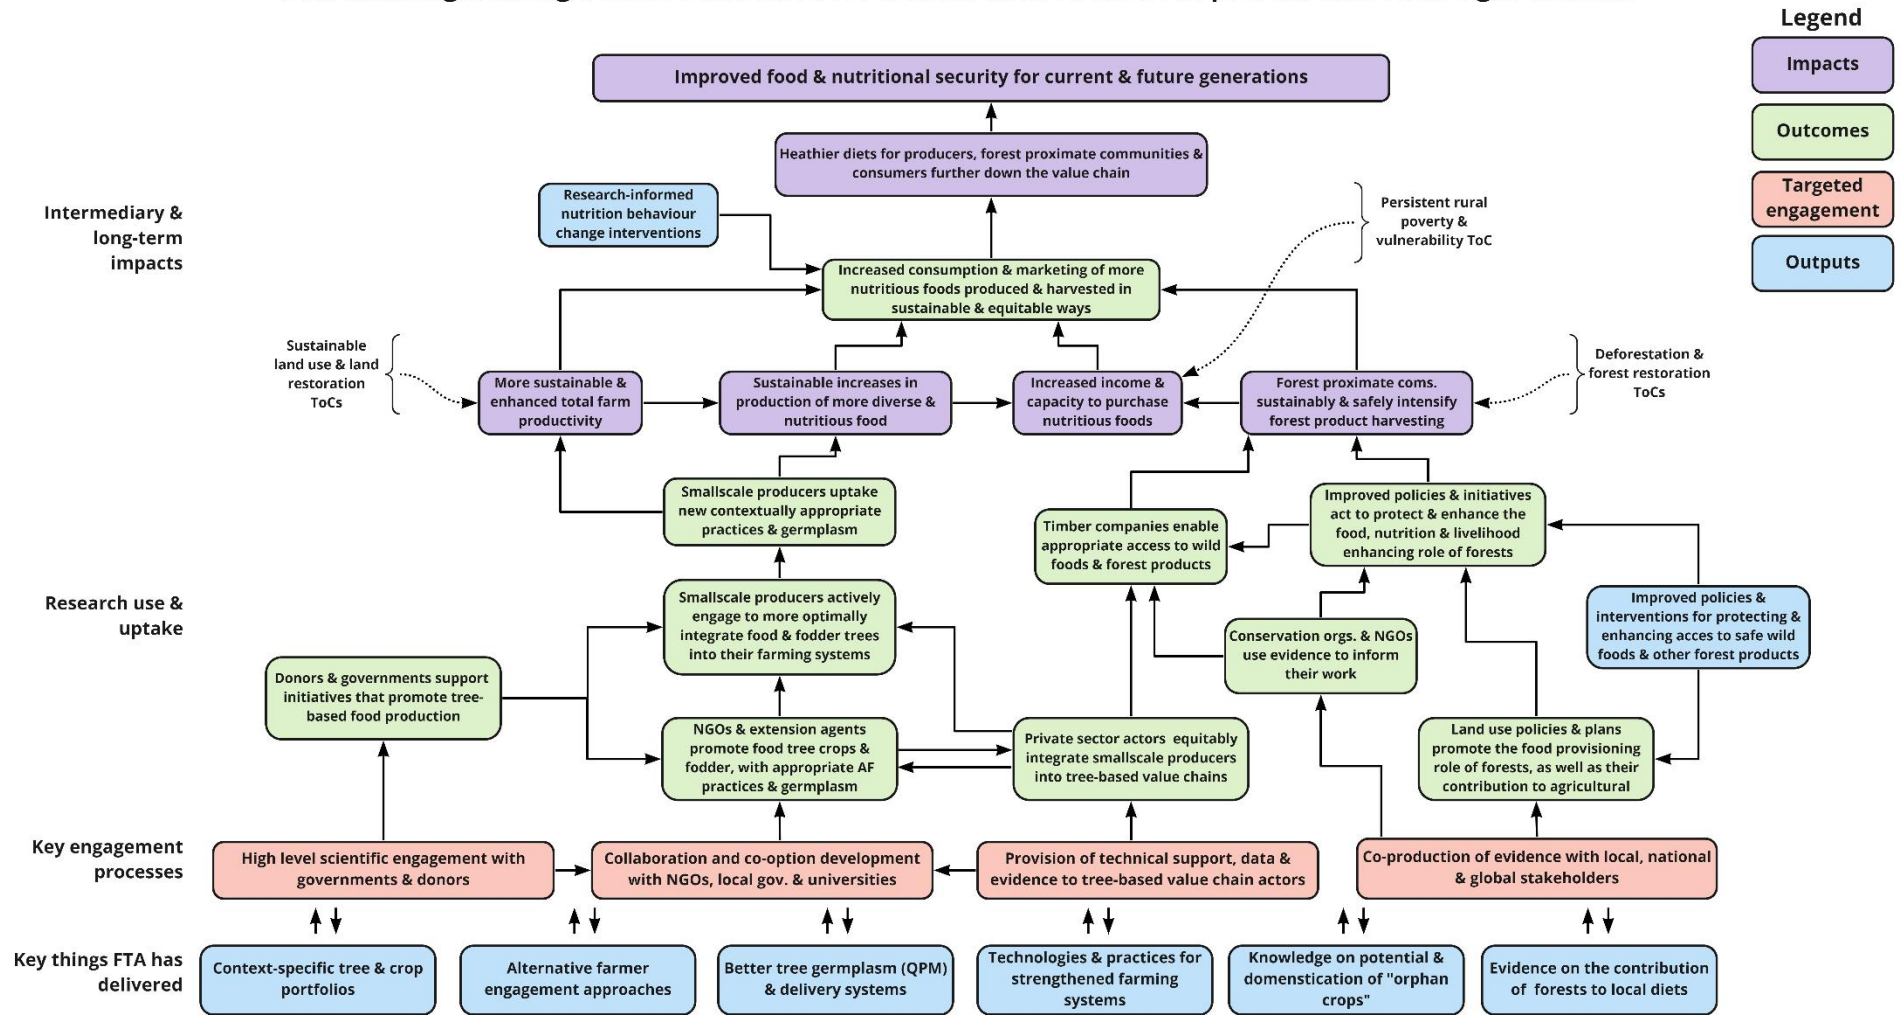 Legend
Impacts
Outcomes
Targeted
engagement
Outputs
Improved food & nutritional security for current & future generations
Heathier diets for producers, forest proximate communities &
consumers further down the value chain
Intermediary &
long-term
impacts
Research-informed
nutrition behaviour
change interventions
Persistent rural
poverty &
vulnerability ToC
Increased consumption & marketing of more
nutritious foods produced & harvested in
sustainable & equitable ways
Sustainable
land use & land
restoration
ToCs
More sustainable &
enhanced total farm
productivity
Sustainable increases in
production of more diverse &
nutritious food
Increased income &
capacity to purchase
nutritious foods
Forest proximate coms.
sustainably & safely intensify
forest product harvesting
Deforestation &
forest restoration
ToCs
Smallscale producers uptake
new contextually appropriate
practices & germplasm
Timber companies enable
appropriate access to wild
foods & forest products
Improved policies & initiatives
act to protect & enhance the
food, nutrition & livelihood
enhancing role of forests
Research use &
uptake
Smallscale producers actively
engage to more optimally
integrate food & fodder trees
into their farming systems
Conservation orgs. & NGOs
use evidence to inform
their work
Improved policies &
interventions for protecting &
enhancing acces to safe wild
foods & other forest products
Donors & governments support
initiatives that promote tree-
based food production
NGOs & extension agents
promote food tree crops &
fodder, with appropriate AF
practices & germplasm
Private sector actors equitably
integrate smallscale producers
into tree-based value chains
Land use policies & plans
promote the food provisioning
role of forests, as well as their
contribution to agricultural
Key engagement
processes
High level scientific engagement with
governments & donors
Collaboration and co-option development
with NGOs, local gov. & universities
Provision of technical support, data &
evidence to tree-based value chain actors
Co-production of evidence with local, national
& global stakeholders
Key things FTA has
delivered
Context-specific tree & crop
portfolios
Alternative farmer
engagement approaches
Better tree germplasm (QPM)
& delivery systems
Technologies & practices for
strengthened farming
systems
Knowledge on potential &
domenstication of "orphan
crops"
Evidence on the contribution
of forests to local diets